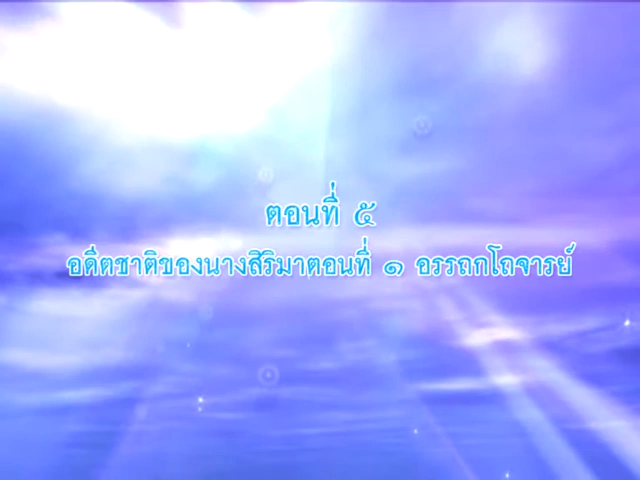 ตอนที่ ๕
อดีตชาติของนางสิริมาตอนที่ ๑ อรรถกโถจารย์